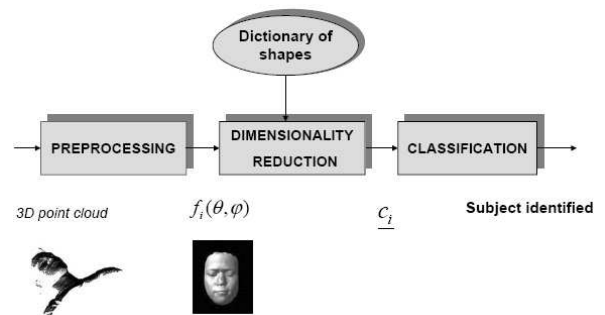 Dictionary of
shapes
PREPROCESSING
DIMENSIONALITY
REDUCTION
CLASSIFICATION
3D point cloud
f_i(θ,φ)
c_i
Subject identified